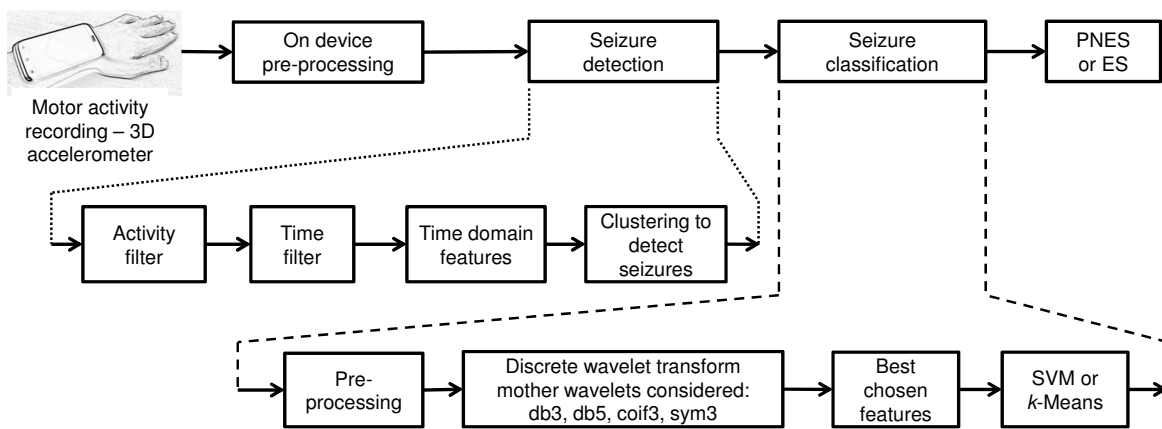 On device
pre-processing
Seizure
detection
Seizure
classification
PNES
or ES
Motor activity
recording – 3D
accelerometer
Activity
filter
Time
filter
Time domain
features
Clustering to
detect
seizures
Pre-
processing
Discrete wavelet transform
mother wavelets considered:
db3, db5, coif3, sym3
Best
chosen
features
SVM or
k-Means